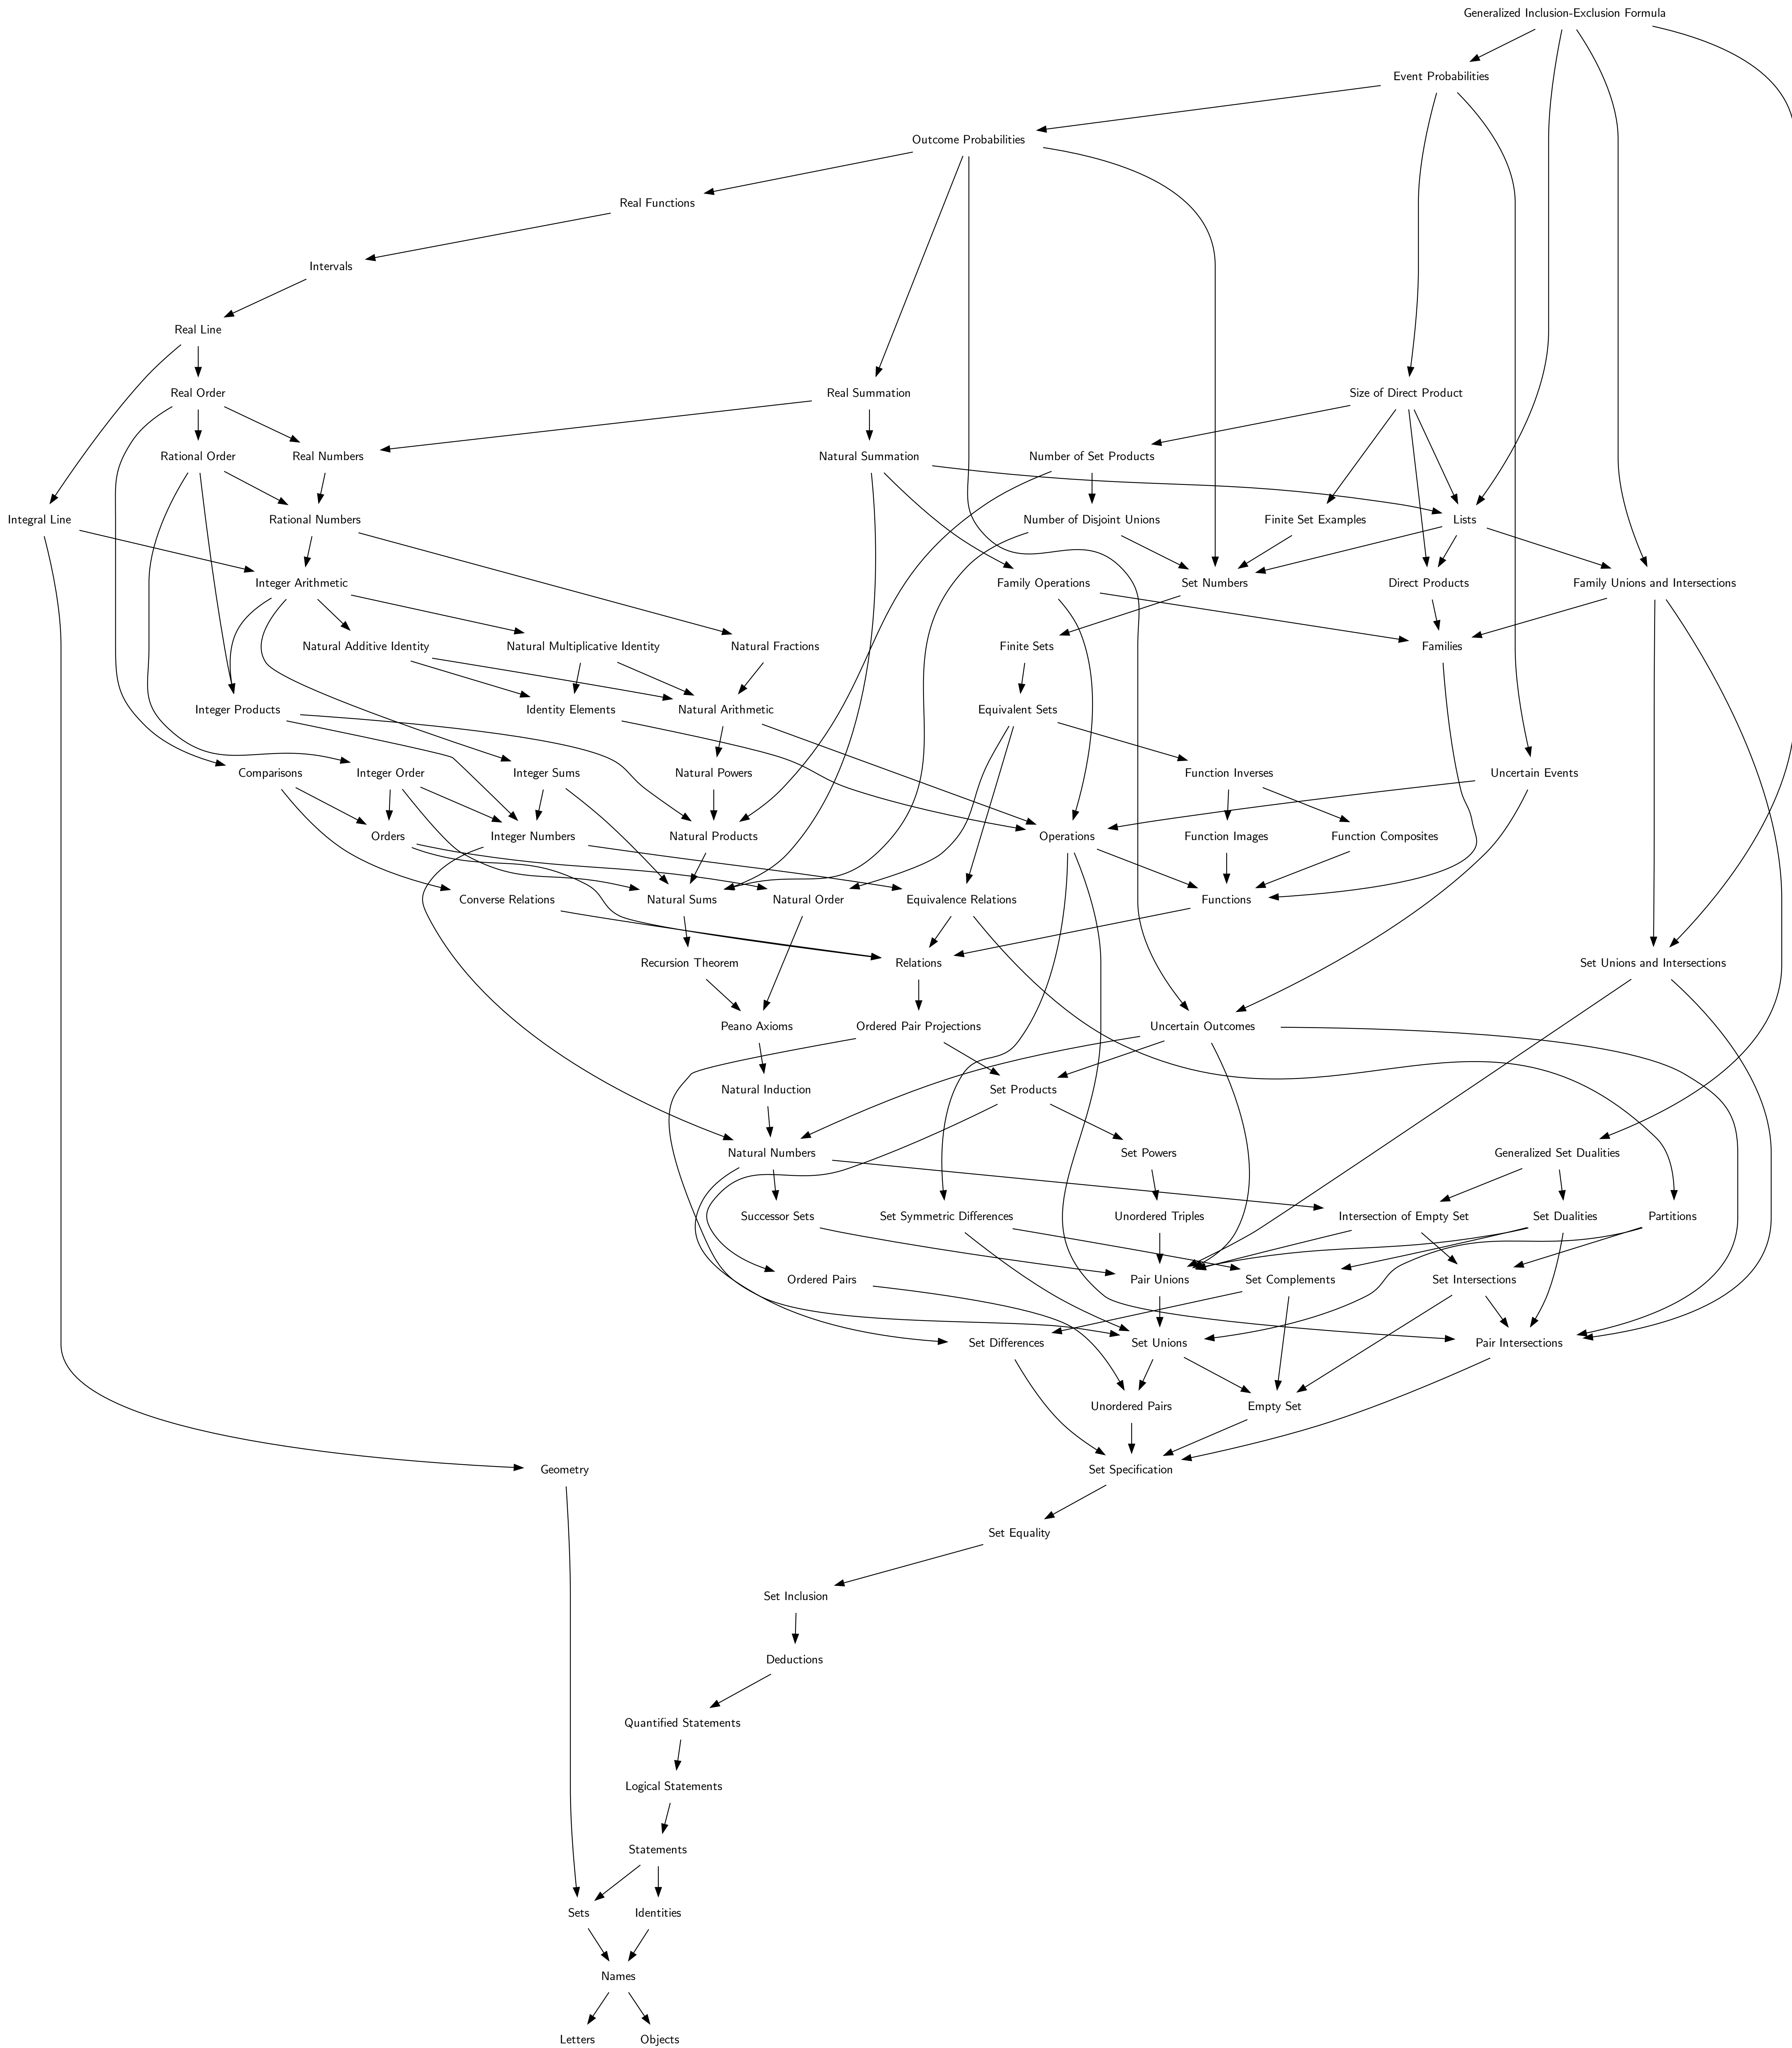 Generalized Inclusion-Exclusion Formula
Event Probabilities
Outcome Probabilities
Real Functions
Intervals
Real Line
Real Order
Real Summation
Size of Direct Product
Rational Order
Real Numbers
Natural Summation
Number of Set Products
Integral Line
Rational Numbers
Number of Disjoint Unions
Finite Set Examples
Lists
Integer Arithmetic
Family Operations
Set Numbers
Direct Products
Family Unions and Intersections
Natural Additive Identity
Natural Multiplicative Identity
Natural Fractions
Finite Sets
Families
Integer Products
Identity Elements
Natural Arithmetic
Equivalent Sets
Comparisons
Integer Order
Integer Sums
Natural Powers
Function Inverses
Uncertain Events
Orders
Integer Numbers
Natural Products
Operations
Function Images
Function Composites
Converse Relations
Natural Sums
Natural Order
Equivalence Relations
Functions
Recursion Theorem
Relations
Set Unions and Intersections
Peano Axioms
Ordered Pair Projections
Uncertain Outcomes
Natural Induction
Set Products
Natural Numbers
Set Powers
Generalized Set Dualities
Successor Sets
Set Symmetric Differences
Unordered Triples
Intersection of Empty Set
Set Dualities
Partitions
Ordered Pairs
Pair Unions
Set Complements
Set Intersections
Set Differences
Set Unions
Pair Intersections
Unordered Pairs
Empty Set
Geometry
Set Specification
Set Equality
Set Inclusion
Deductions
Quantified Statements
Logical Statements
Statements
Sets
Identities
Names
Letters
Objects